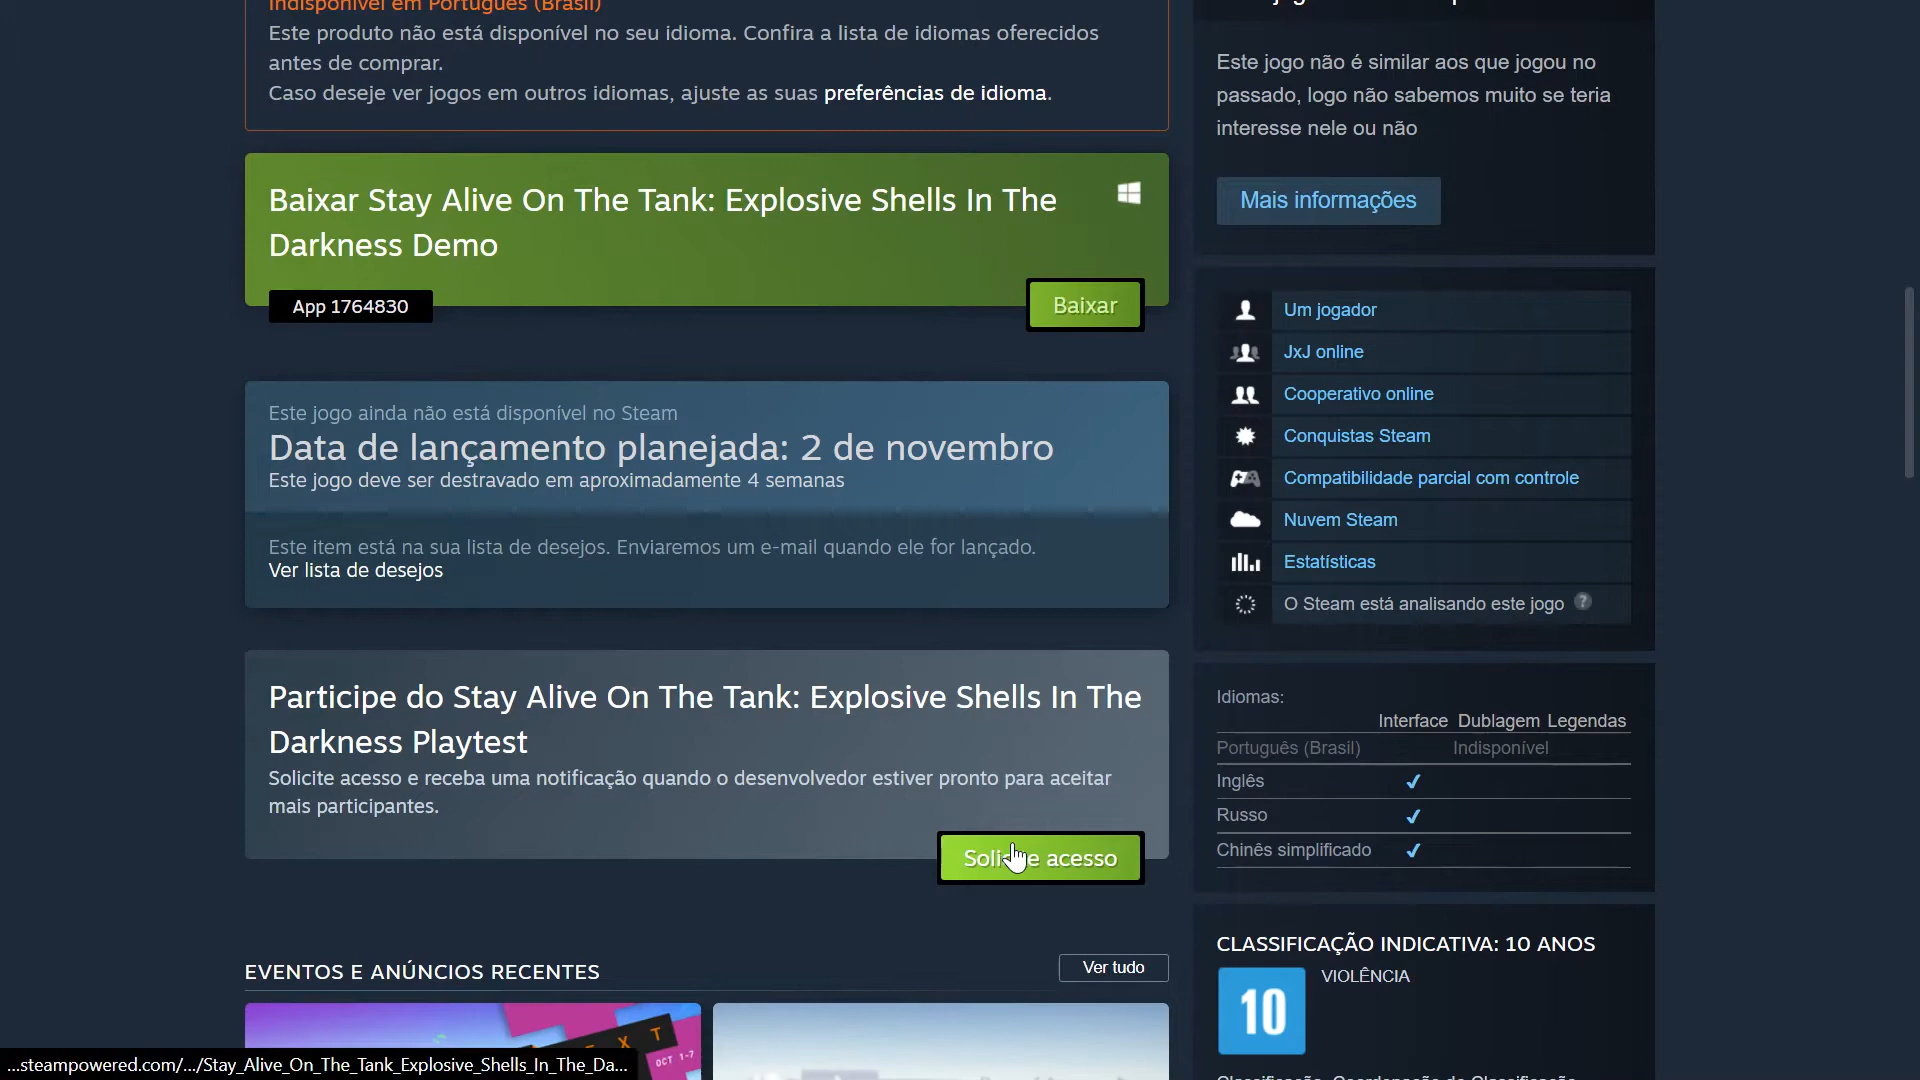 Indisponível em Português (Brasil)
Este produto não está disponível no seu idioma. Confira a lista de idiomas oferecidos
antes de comprar.
Caso deseje ver jogos em outros idiomas, ajuste as suas preferências de idioma.
Baixar Stay Alive On The Tank: Explosive Shells In The
Darkness Demo
App 1764830
Baixar
Este jogo ainda não está disponível no Steam
Data de lançamento planejada: 2 de novembro
Este jogo deve ser destravado em aproximadamente 4 semanas
Este item está na sua lista de desejos. Enviaremos um e-mail quando ele for lançado.
Ver lista de desejos
Participe do Stay Alive On The Tank: Explosive Shells In The
Darkness Playtest
Solicite acesso e receba uma notificação quando o desenvolvedor estiver pronto para aceitar
mais participantes.
Solicite acesso
EVENTOS E ANÚNCIOS RECENTES
Ver tudo
E X T
OCT 1-7
...steampowered.com/.../Stay_Alive_On_The_Tank_Explosive_Shells_In_The_Da...
Este jogo não é similar aos que jogou no
passado, logo não sabemos muito se teria
interesse nele ou não
Mais informações
Um jogador
JxJ online
Cooperativo online
Conquistas Steam
Compatibilidade parcial com controle
Nuvem Steam
Estatísticas
O Steam está analisando este jogo ?
Idiomas:
Interface Dublagem Legendas
Português (Brasil) Indisponível
Inglês ✔
Russo ✔
Chinês simplificado ✔
CLASSIFICAÇÃO INDICATIVA: 10 ANOS
10
VIOLÊNCIA